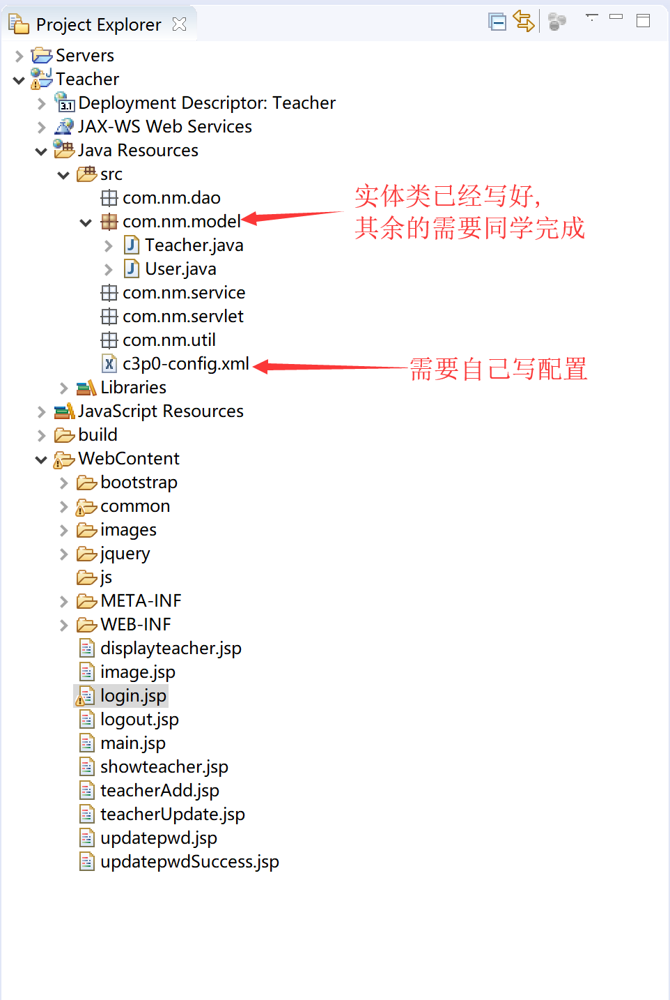 Project Explorer
Servers
Teacher
3.1 Deployment Descriptor: Teacher
JAX-WS Web Services
Java Resources
src
com.nm.dao
实体类已经写好,
com.nm.model
其余的需要同学完成
Teacher.java
User.java
com.nm.service
com.nm.servlet
com.nm.util
c3p0-config.xml
需要自己写配置
Libraries
JavaScript Resources
build
WebContent
bootstrap
common
images
jquery
js
META-INF
WEB-INF
displayteacher.jsp
image.jsp
login.jsp
logout.jsp
main.jsp
showteacher.jsp
teacherAdd.jsp
teacherUpdate.jsp
updatepwd.jsp
updatepwdSuccess.jsp